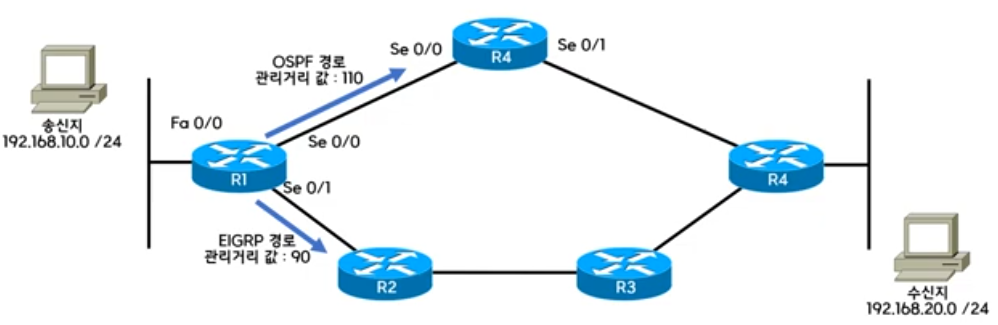 OSPF 경로
관리거리 값 : 110
Se 0/0
R4
Se 0/1
송신지
192.168.10.0 /24
Fa 0/0
Se 0/0
R1
Se 0/1
R4
EIGRP 경로
관리거리 값 : 90
R2
R3
수신지
192.168.20.0 /24